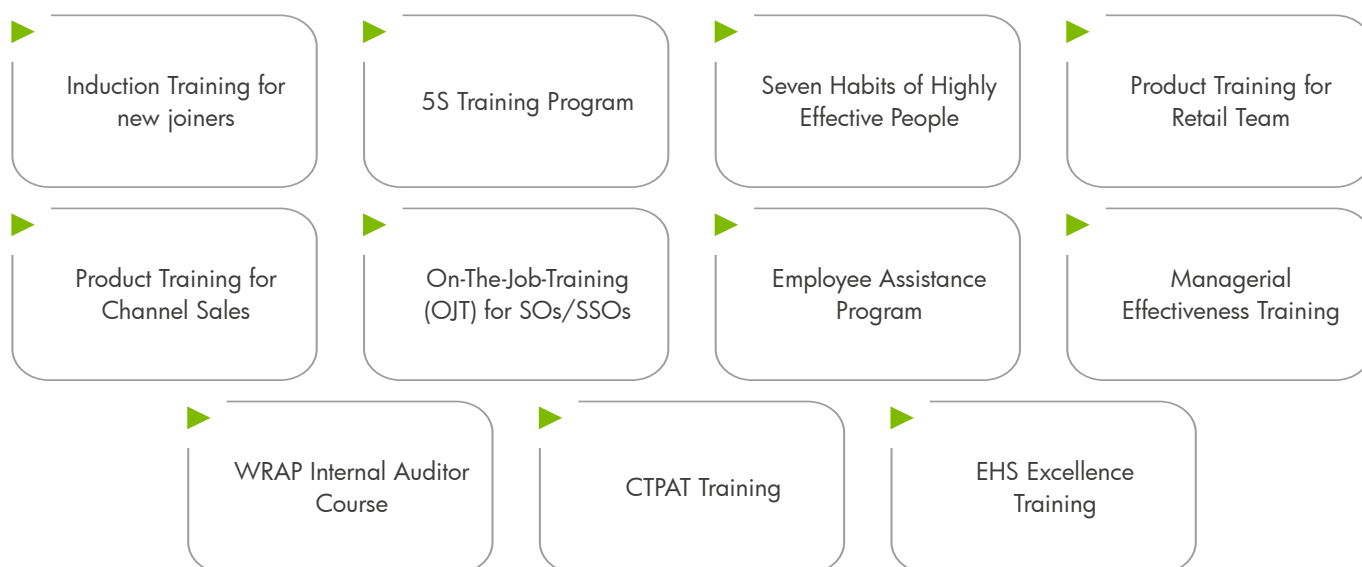 Induction Training for
new joiners
5S Training Program
Seven Habits of Highly
Effective People
Product Training for
Retail Team
Product Training for
Channel Sales
On-The-Job-Training
(OJT) for SOs/SSOs
Employee Assistance
Program
Managerial
Effectiveness Training
WRAP Internal Auditor
Course
CTPAT Training
EHS Excellence
Training